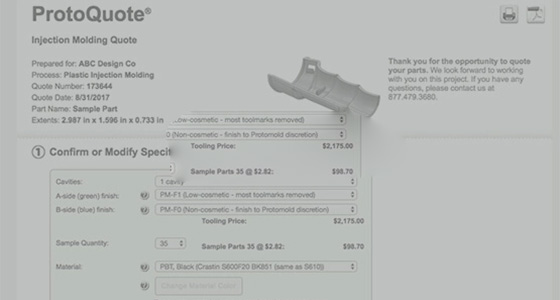 ProtoQuote®
Injection Molding Quote
Prepared for: ABC Design Co
Process: Plastic Injection Molding
Quote Number: 173644
Quote Date: 8/31/2017
Part Name: Sample Part
Extents: 2.987 in x 1.596 in x 0.733 in
Thank you for the opportunity to quote
your parts. We look forward to working
with you on this project. If you have any
questions, please contact us at
877.479.3680.
Low-cosmetic - most toolmarks removed)
(Non-cosmetic - finish to Protomold discretion)
Tooling Price: $2,175.00
Sample Parts 35 @ $2.82: $98.70
1 Confirm or Modify
Cavities: 1 cavity
A-side (green) finish: PM-F1 (Low-cosmetic - most toolmarks removed)
B-side (blue) finish: PM-F0 (Non-cosmetic - finish to Protomold discretion)
Tooling Price: $2,175.00
Sample Quantity: 35 Sample Parts 35 @ $2.82: $98.70
Material: PBT, Black (Crastin S600F20 BK851 (same as S610))
Change Material Color